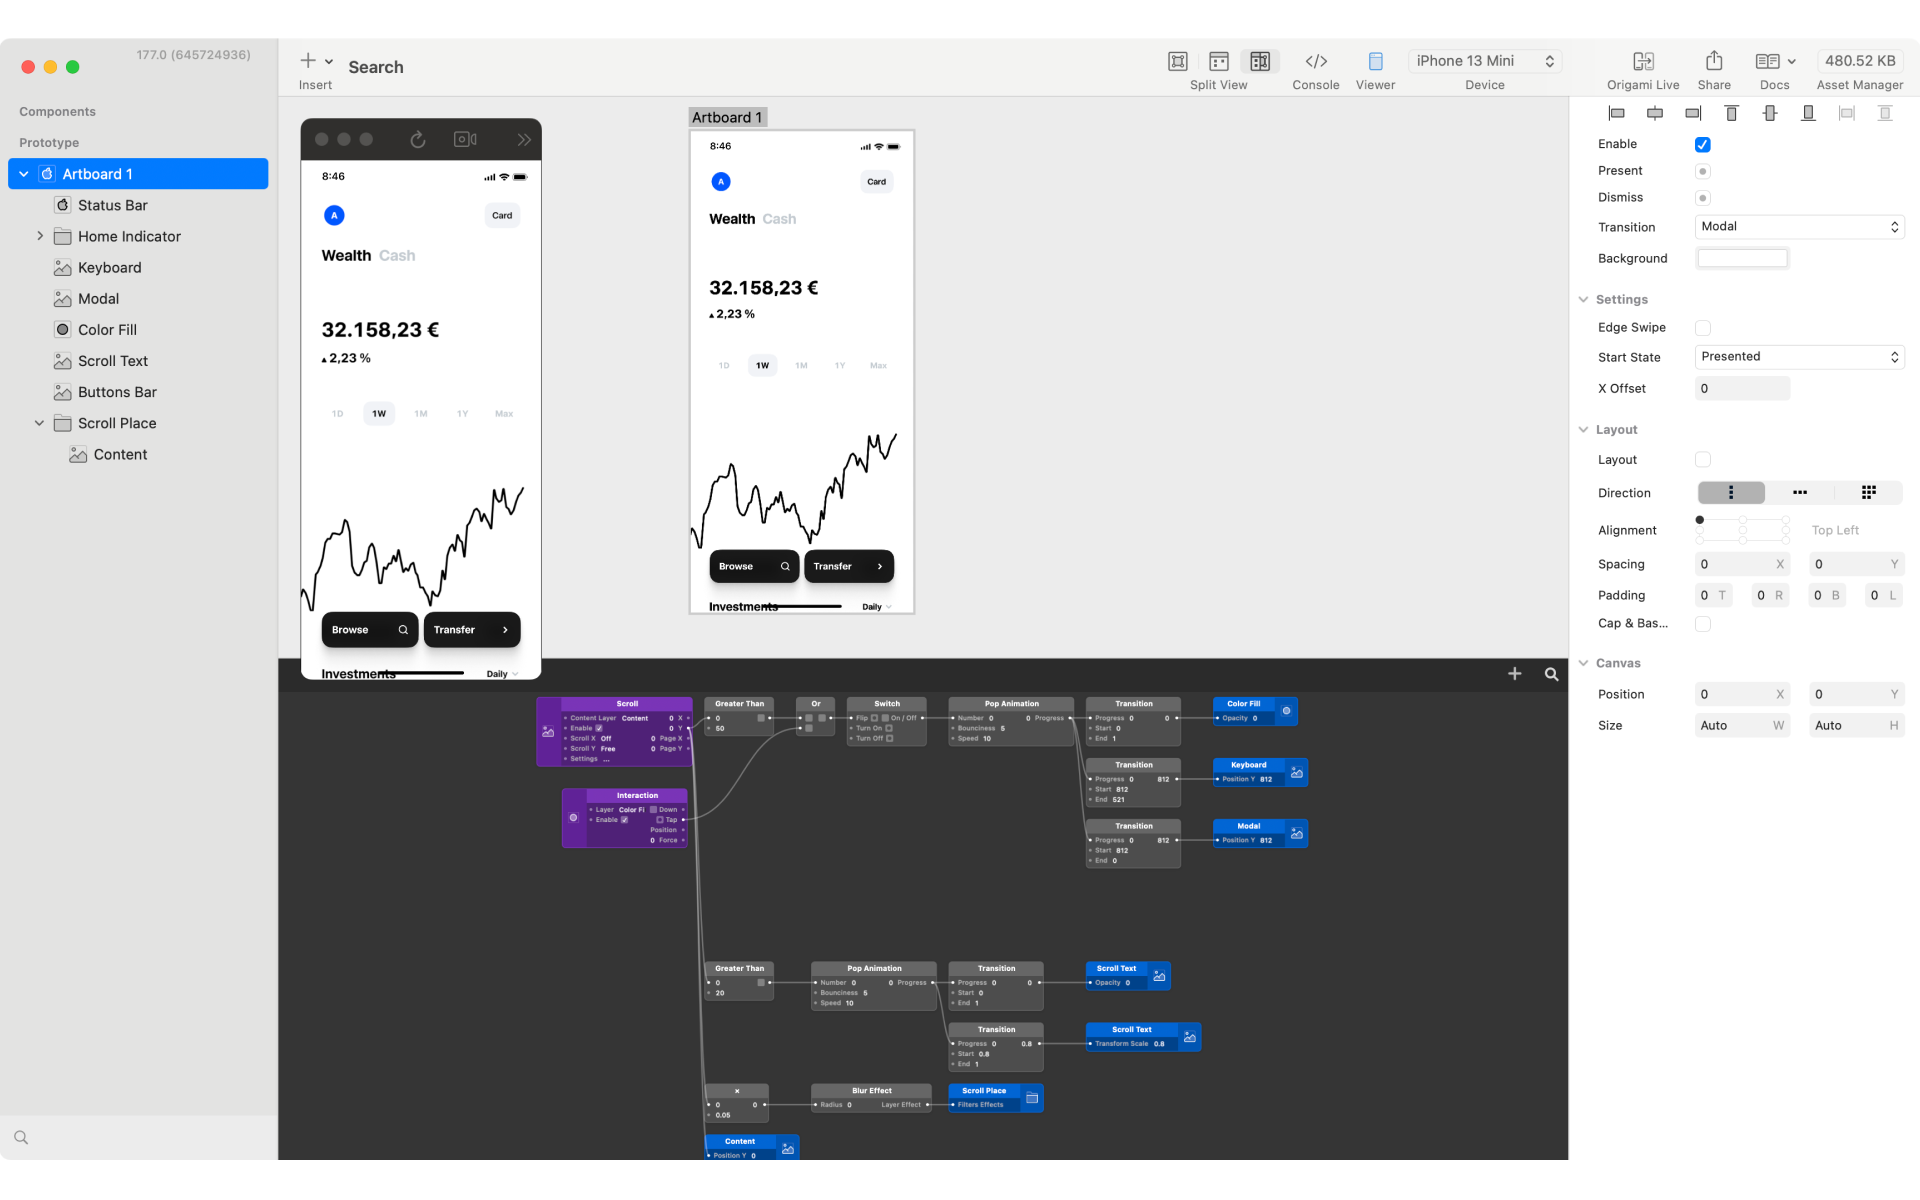 177.0 (645724936)
Components
Prototype
Artboard 1
Status Bar
Home Indicator
Keyboard
Modal
Color Fill
Scroll Text
Buttons Bar
Scroll Place
Content
Insert
Search
Split View
</>
Console
Viewer
iPhone 13 Mini
Device
Origami Live
Share
Docs
480.52 KB
Asset Manager
8:46
A
Card
Wealth Cash
32.158,23 €
▴ 2,23 %
1D 1W 1M 1Y Max
Browse
Transfer
Investments
Daily
Artboard 1
8:46
A
Card
Wealth Cash
32.158,23 €
▴ 2,23 %
1D 1W 1M 1Y Max
Browse
Transfer
Investments
Daily
Scroll
Content Layer Content 0 X
Enable 0 Y
Scroll X Off 0 Page X
Scroll Y Free 0 Page Y
Settings ...
Interaction
Layer Color Fi Down
Enable Tap
Position
0 Force
Greater Than
0
50
Or
Switch
Flip On / Off
Turn On
Turn Off
Pop Animation
Number 0 0 Progress
Bounciness 5
Speed 10
Transition
Progress 0 0
Start 0
End 1
Color Fill
Opacity 0
Transition
Progress 0 812
Start 812
End 521
Keyboard
Position Y 812
Transition
Progress 0 812
Start 812
End 0
Modal
Position Y 812
Greater Than
0
20
Pop Animation
Number 0 0 Progress
Bounciness 5
Speed 10
Transition
Progress 0 0
Start 0
End 1
Scroll Text
Opacity 0
Transition
Progress 0 0.8
Start 0.8
End 1
Scroll Text
Transform Scale 0.8
×
0 0
0.05
Blur Effect
Radius 0 Layer Effect
Scroll Place
Filters Effects
Content
Position Y 0
Enable
Present
Dismiss
Transition Modal
Background
Settings
Edge Swipe
Start State Presented
X Offset 0
Layout
Layout
Direction
Alignment Top Left
Spacing 0 X 0 Y
Padding 0 T 0 R 0 B 0 L
Cap & Bas...
Canvas
Position 0 X 0 Y
Size Auto W Auto H